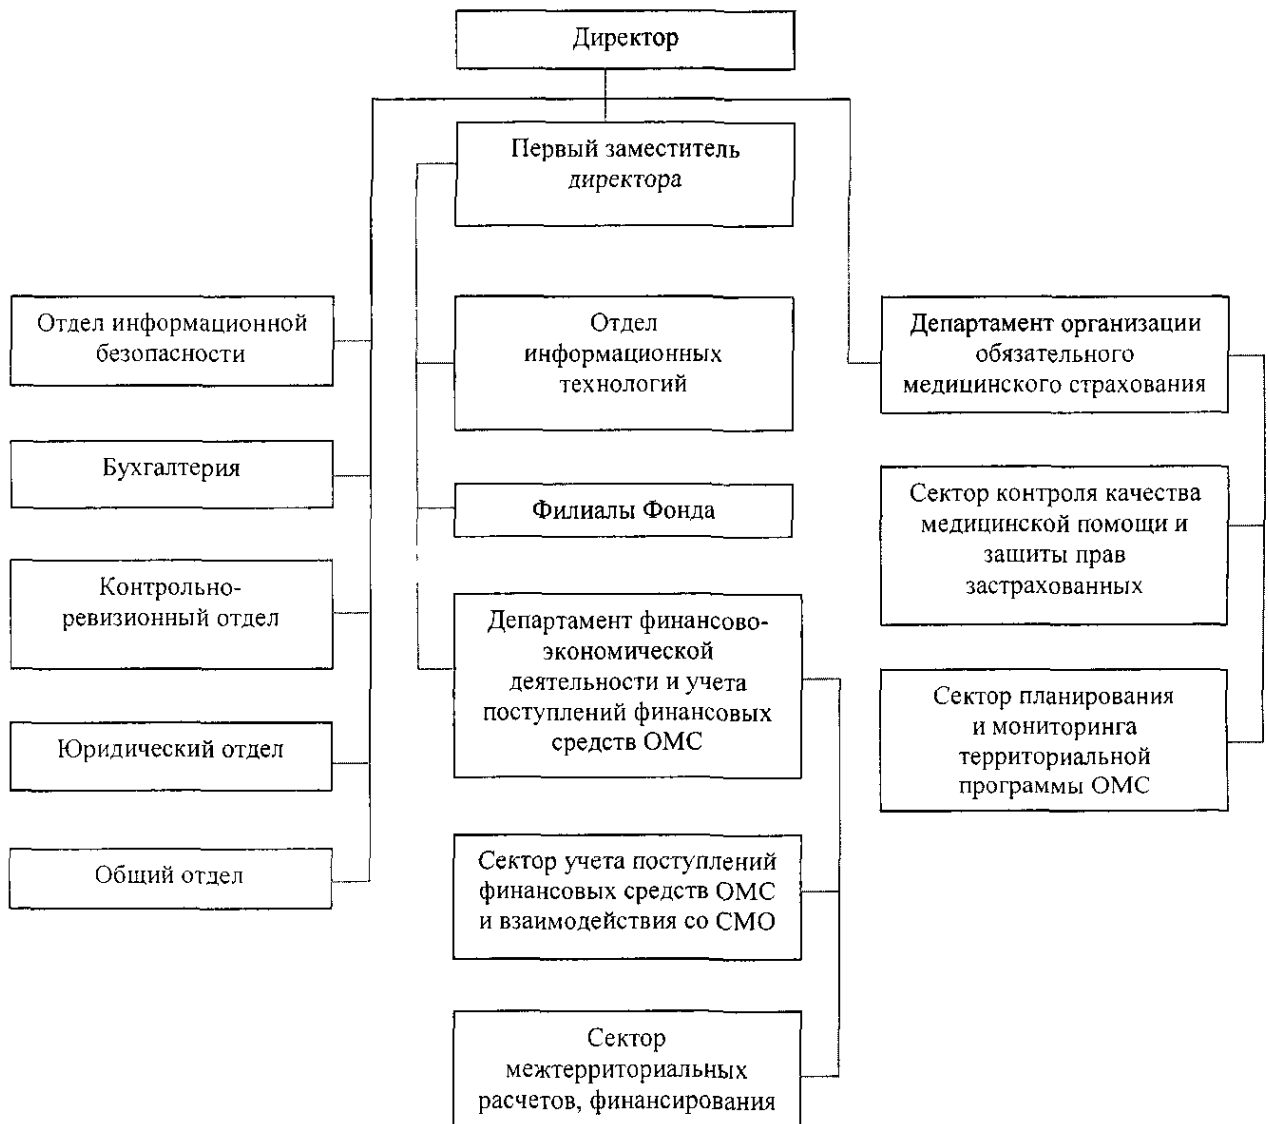 Директор
Первый заместитель
директора
Отдел информационной
безопасности
Бухгалтерия
Контрольно-
ревизионный отдел
Юридический отдел
Общий отдел
Отдел
информационных
технологий
Филиалы Фонда
Департамент финансово-
экономической
деятельности и учета
поступлений финансовых
средств ОМС
Сектор учета поступлений
финансовых средств ОМС
и взаимодействия со СМО
Сектор
межтерриториальных
расчетов, финансирования
Департамент организации
обязательного
медицинского страхования
Сектор контроля качества
медицинской помощи и
защиты прав
застрахованных
Сектор планирования
и мониторинга
территориальной
программы ОМС